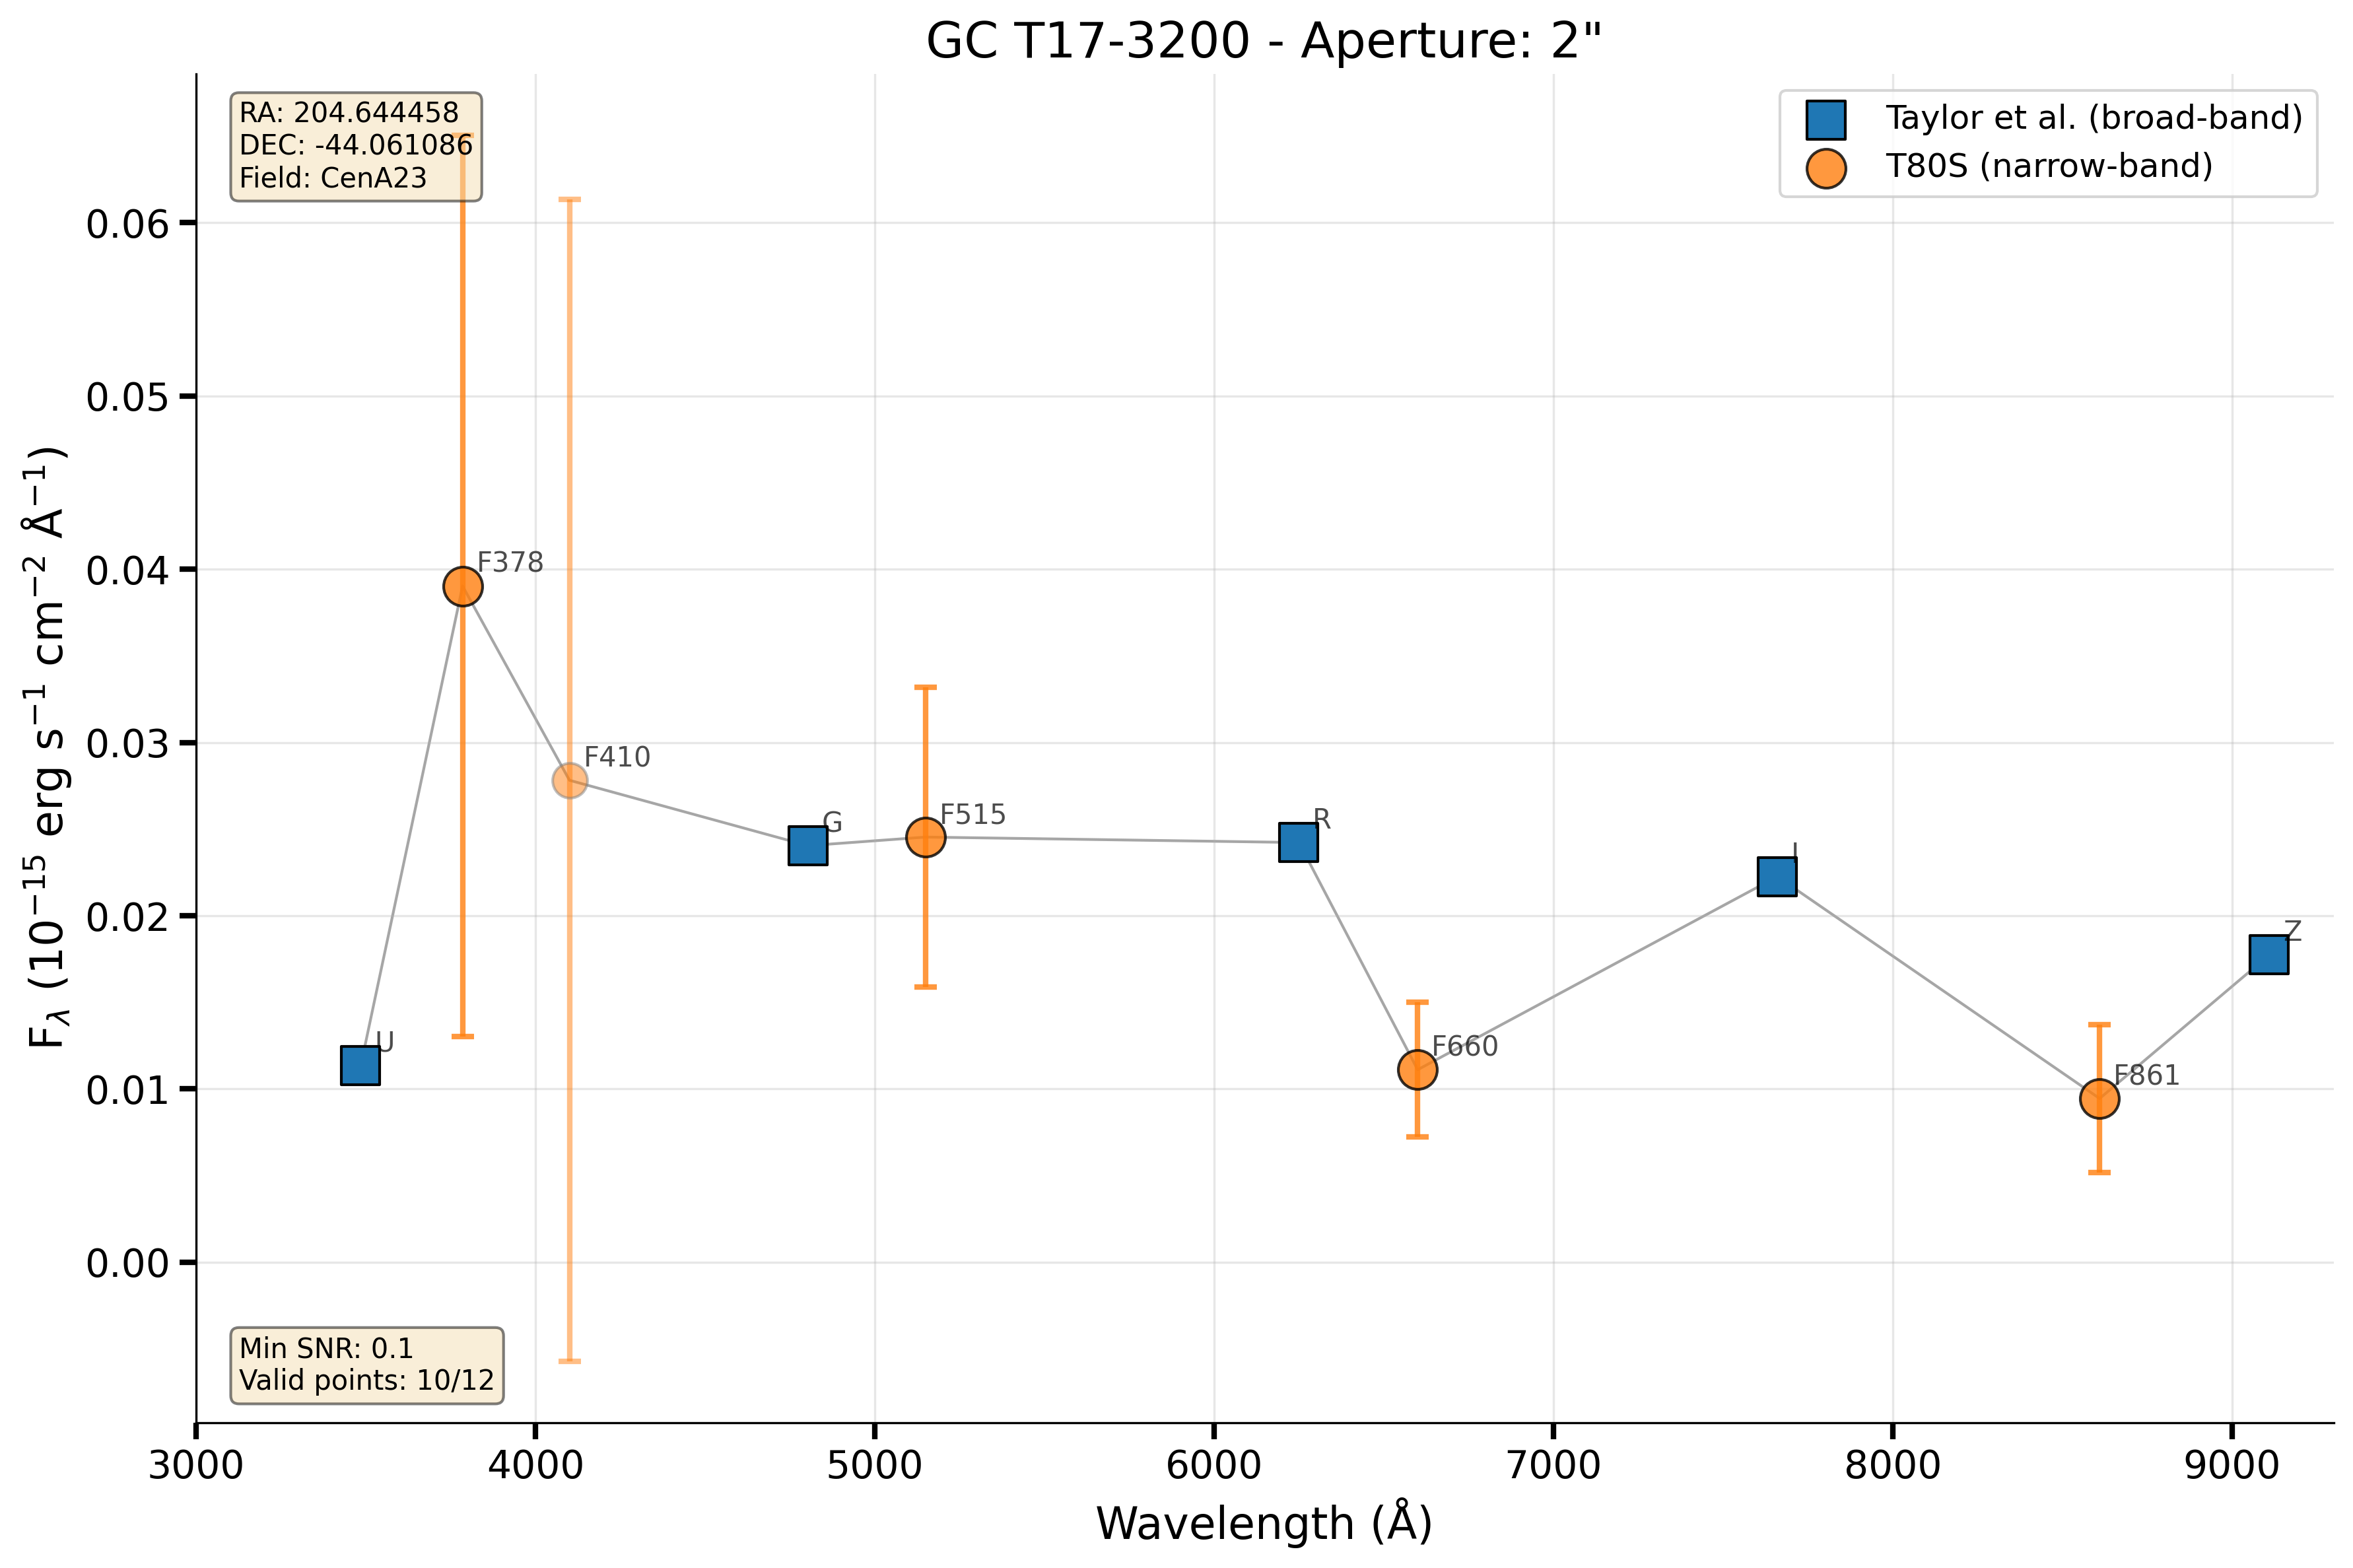 GC T17-3200 - Aperture: 2"
RA: 204.644458
DEC: -44.061086
Field: CenA23
Taylor et al. (broad-band)
T80S (narrow-band)
F_λ (10⁻¹⁵ erg s⁻¹ cm⁻² Å⁻¹)
0.06
0.05
0.04
0.03
0.02
0.01
0.00
F378
F410
G
F515
R
I
Z
U
F660
F861
Min SNR: 0.1
Valid points: 10/12
3000 4000 5000 6000 7000 8000 9000
Wavelength (Å)